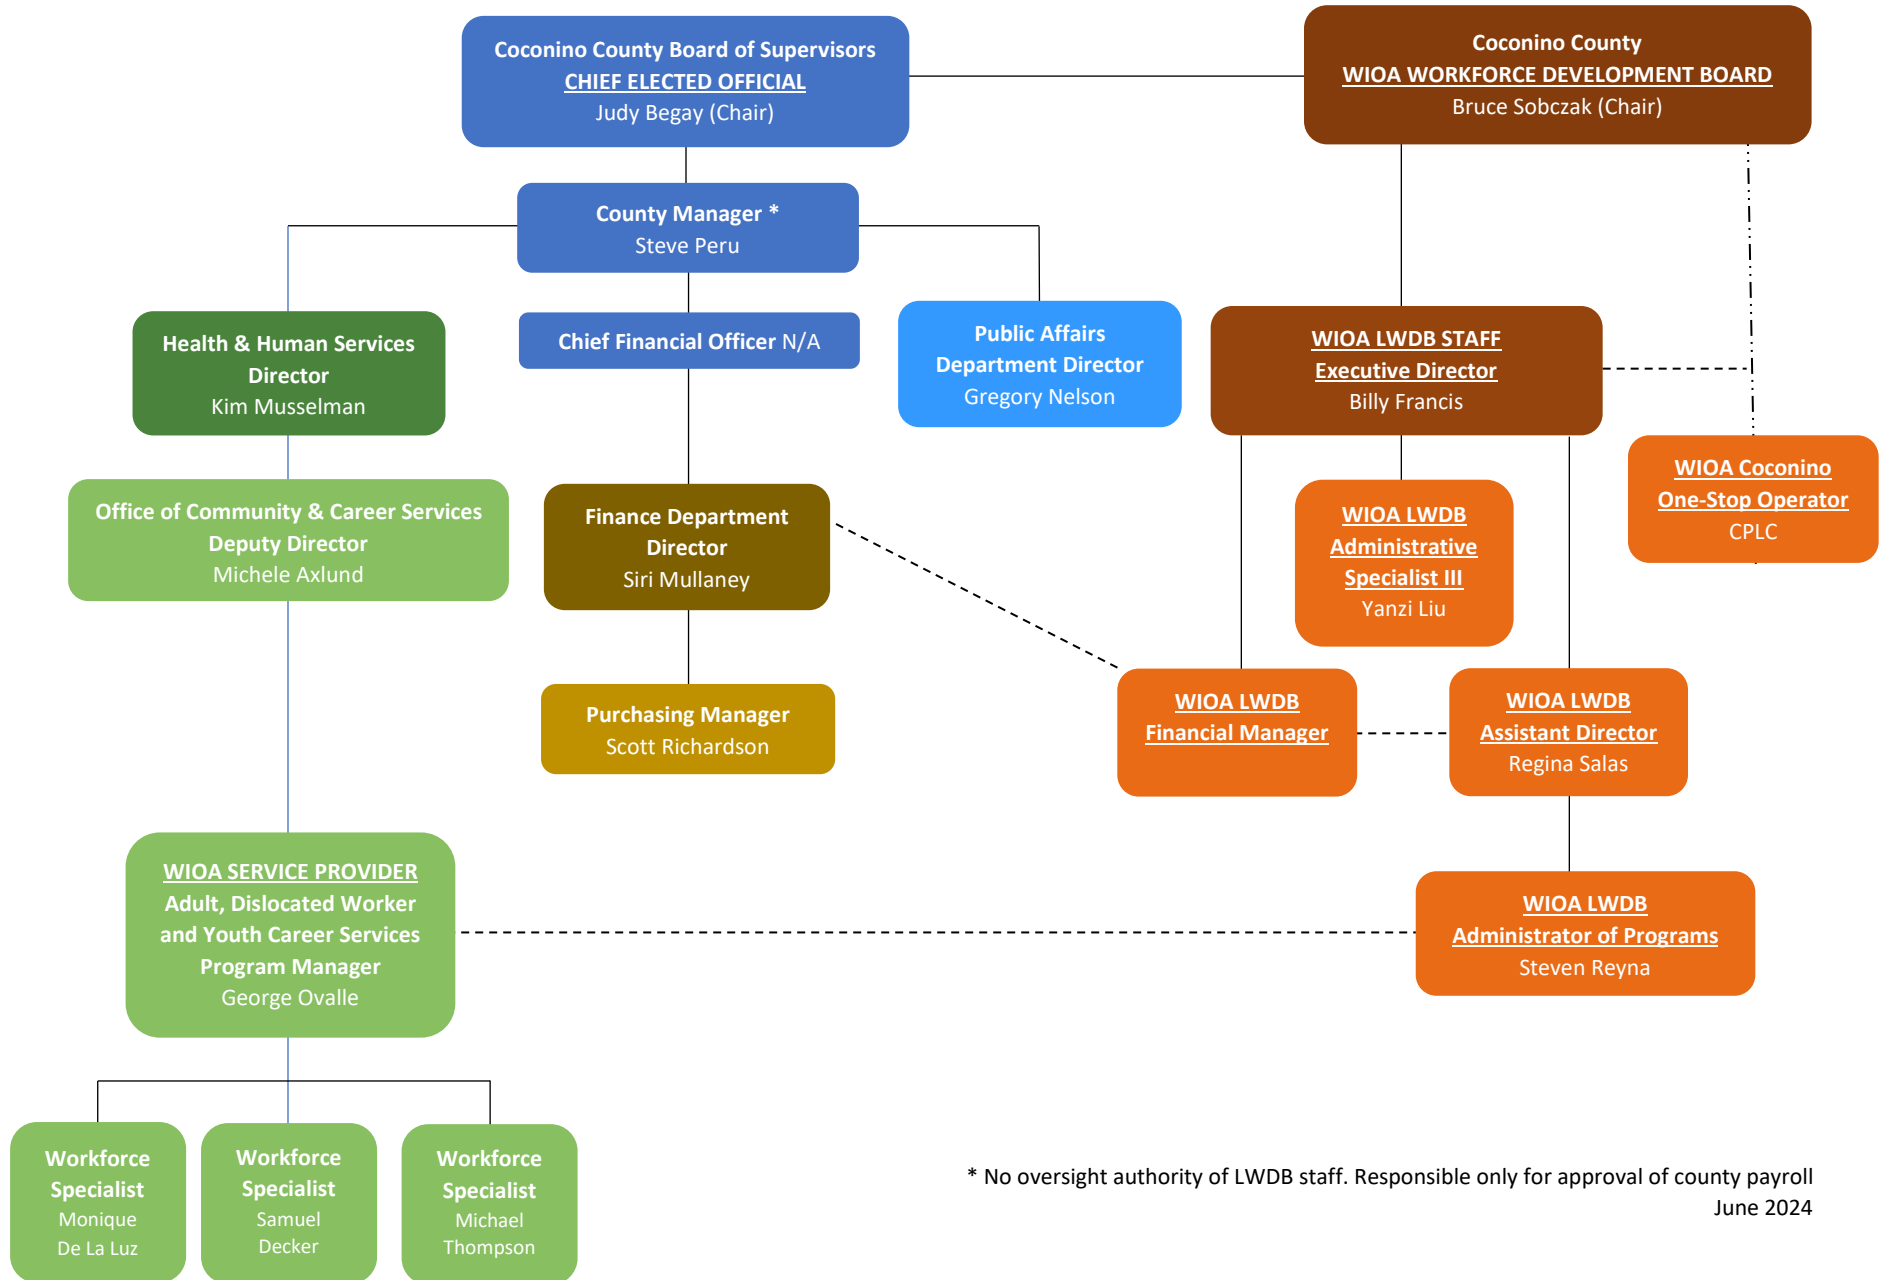 Coconino County Board of Supervisors
CHIEF ELECTED OFFICIAL
Judy Begay (Chair)
Coconino County
WIOA WORKFORCE DEVELOPMENT BOARD
Bruce Sobczak (Chair)
County Manager *
Steve Peru
Health & Human Services
Director
Kim Musselman
Chief Financial Officer N/A
Public Affairs
Department Director
Gregory Nelson
WIOA LWDB STAFF
Executive Director
Billy Francis
WIOA Coconino
One-Stop Operator
CPLC
Office of Community & Career Services
Deputy Director
Michele Axlund
Finance Department
Director
Siri Mullaney
WIOA LWDB
Administrative
Specialist III
Yanzi Liu
Purchasing Manager
Scott Richardson
WIOA LWDB
Financial Manager
WIOA LWDB
Assistant Director
Regina Salas
WIOA SERVICE PROVIDER
Adult, Dislocated Worker
and Youth Career Services
Program Manager
George Ovalle
WIOA LWDB
Administrator of Programs
Steven Reyna
Workforce
Specialist
Monique
De La Luz
Workforce
Specialist
Samuel
Decker
Workforce
Specialist
Michael
Thompson
* No oversight authority of LWDB staff. Responsible only for approval of county payroll
June 2024